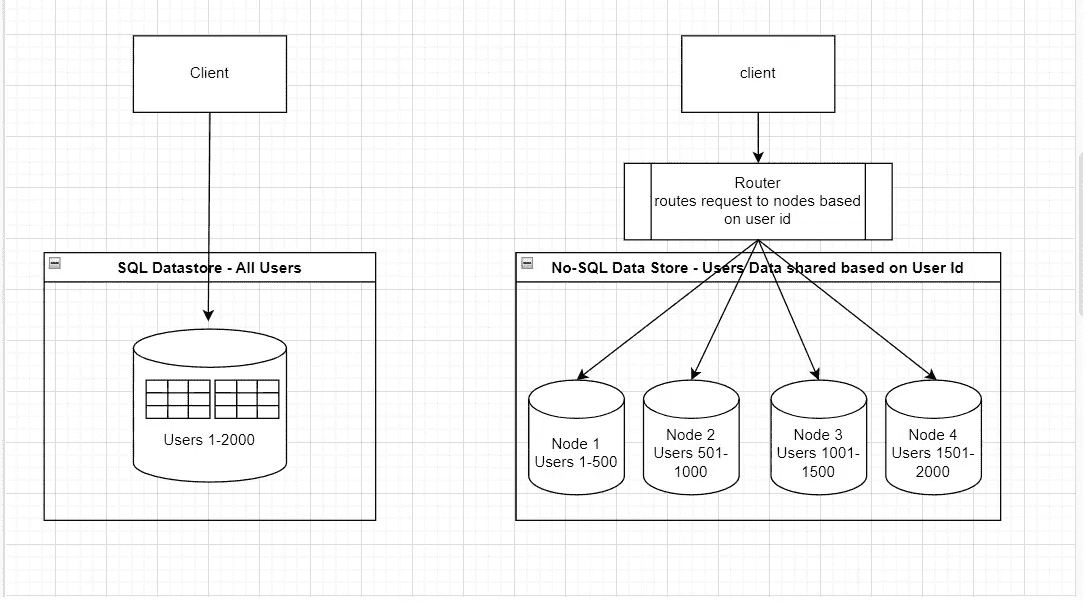 Client
SQL Datastore - All Users
Users 1-2000
client
Router
routes request to nodes based
on user id
No-SQL Data Store - Users Data shared based on User Id
Node 1
Users 1-500
Node 2
Users 501-
1000
Node 3
Users 1001-
1500
Node 4
Users 1501-
2000